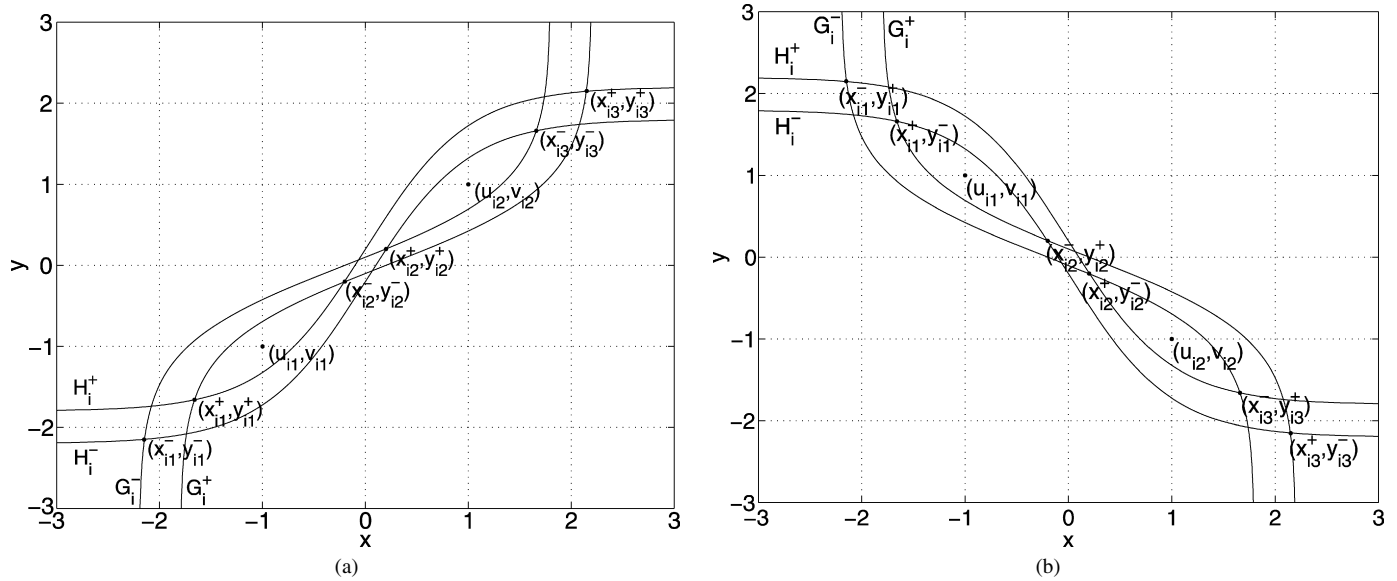 3
2
1
0
−1
−2
−3
y
−3 −2 −1 0 1 2 3
x
(x_{i3}^+,y_{i3}^+)
(x_{i3}^−,y_{i3}^−)
(u_{i2},v_{i2})
(x_{i2}^+,y_{i2}^+)
(x_{i2}^−,y_{i2}^−)
(u_{i1},v_{i1})
H_i^+
(x_{i1}^+,y_{i1}^+)
H_i^−
(x_{i1}^−,y_{i1}^−)
G_i^− G_i^+
(a)
3
2
1
0
−1
−2
−3
y
−3 −2 −1 0 1 2 3
x
G_i^− G_i^+
H_i^+
(x_{i1}^−,y_{i1}^+)
H_i^−
(x_{i1}^+,y_{i1}^−)
(u_{i1},v_{i1})
(x_{i2}^−,y_{i2}^+)
(x_{i2}^+,y_{i2}^−)
(u_{i2},v_{i2})
(x_{i3}^−,y_{i3}^+)
(x_{i3}^+,y_{i3}^−)
(b)